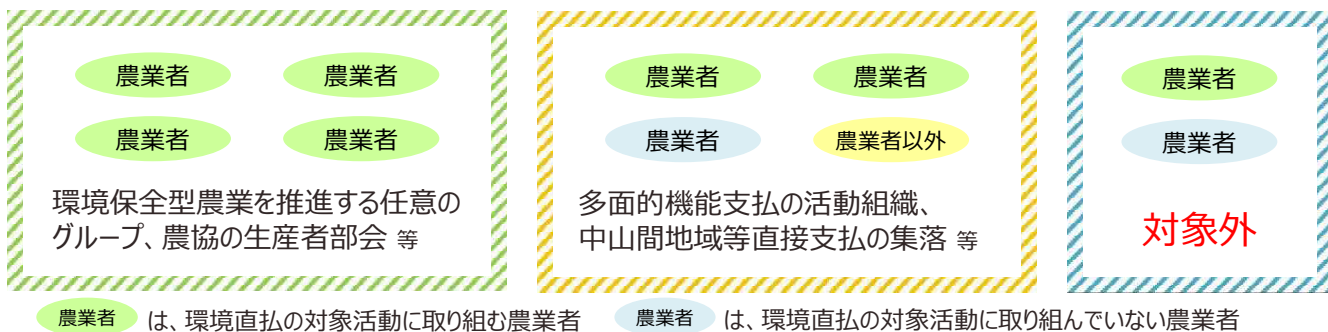 農業者 農業者
農業者 農業者
環境保全型農業を推進する任意の
グループ、農協の生産者部会 等
農業者 農業者
農業者 農業者以外
多面的機能支払の活動組織、
中山間地域等直接支払の集落 等
農業者
農業者
対象外
農業者 は、環境直払の対象活動に取り組む農業者 農業者 は、環境直払の対象活動に取り組んでいない農業者